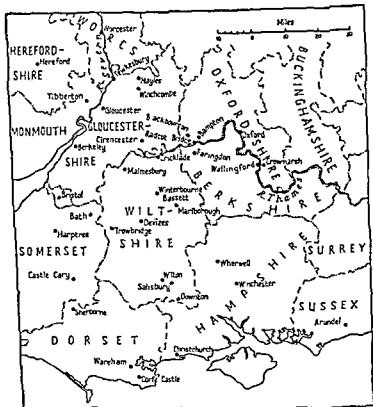 Miles
10
20
30
WORCS
Worcester
HEREFORD-
SHIRE
Hereford
Tewkesbury
Hayles
Winchcombe
Tibberton
Gloucester
MONMOUTH
GLOUCESTER-
SHIRE
Berkeley
Cirencester
Blackbourton
Radcot Bridge
Bampton
Oxford
OXFORDSHIRE
BUCKINGHAMSHIRE
Cricklade
Faringdon
Wallingford
Crowmarsh
Malmesbury
R. Thames
BERKSHIRE
Bristol
Bath
Winterbourne
Bassett
Marlborough
WILT-
SHIRE
Devizes
Trowbridge
SOMERSET
Harptree
Castle Cary
Wherwell
Winchester
HAMPSHIRE
SURREY
SUSSEX
Arundel
Wilton
Salisbury
Downton
Sherborne
DORSET
Christchurch
Wareham
Corfe Castle